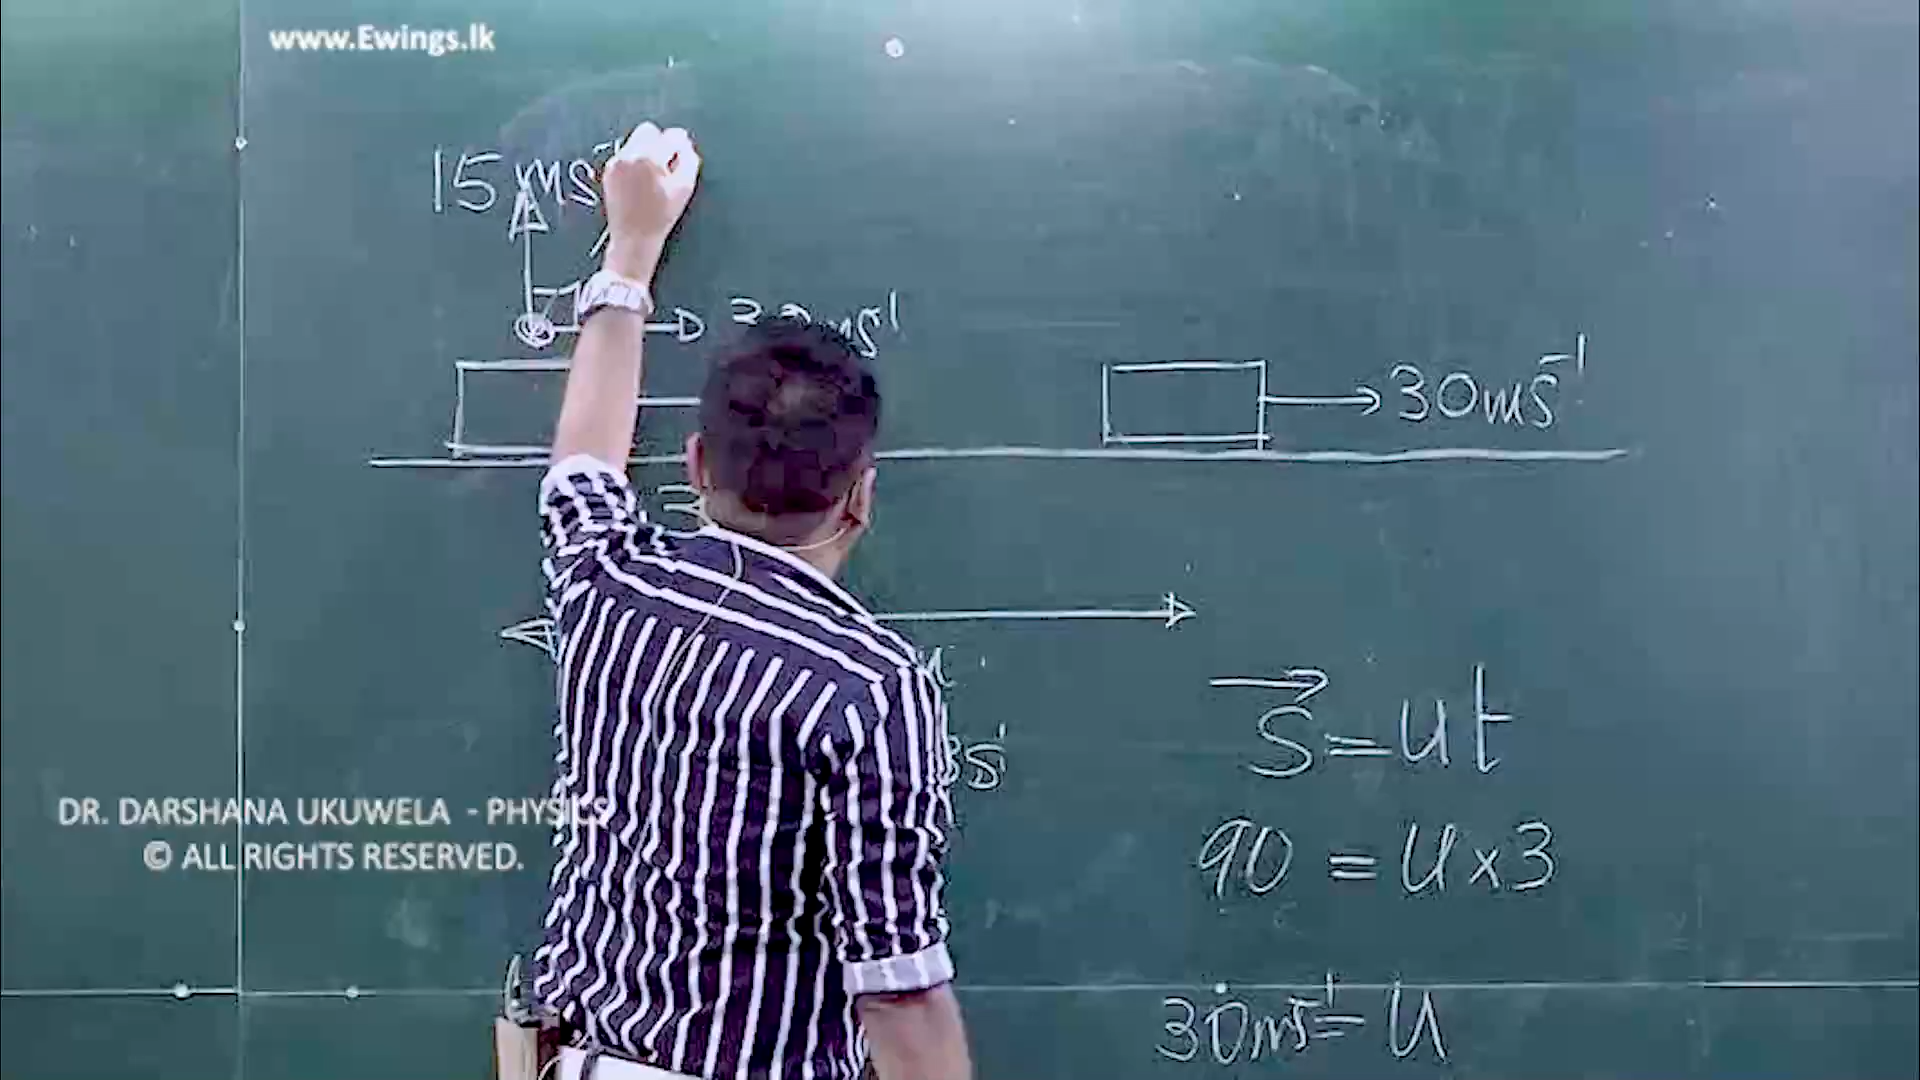 www.Ewings.lk
15 ms⁻¹
ms⁻¹
30ms⁻¹
S = ut
DR. DARSHANA UKUWELA - PHYSICS
© ALL RIGHTS RESERVED.
90 = u x 3
30ms⁻¹ = u